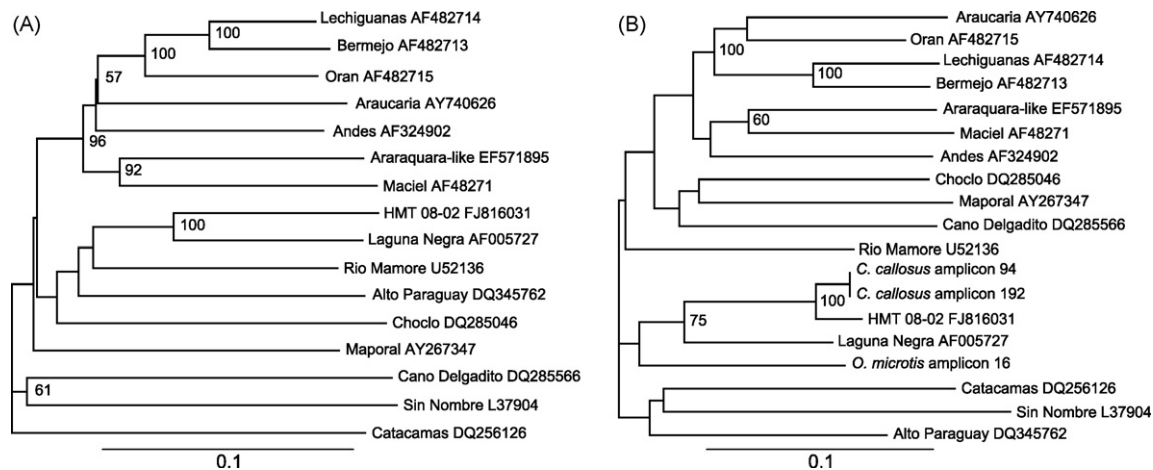 (A)
Lechiguanas AF482714
100
Bermejo AF482713
100
Oran AF482715
57
Araucaria AY740626
Andes AF324902
96
Araraquara-like EF571895
92
Maciel AF48271
HMT 08-02 FJ816031
100
Laguna Negra AF005727
Rio Mamore U52136
Alto Paraguay DQ345762
Choclo DQ285046
Maporal AY267347
Cano Delgadito DQ285566
61
Sin Nombre L37904
Catacamas DQ256126
0.1
(B)
Araucaria AY740626
100
Oran AF482715
Lechiguanas AF482714
100
Bermejo AF482713
Araraquara-like EF571895
60
Maciel AF48271
Andes AF324902
Choclo DQ285046
Maporal AY267347
Cano Delgadito DQ285566
Rio Mamore U52136
C. callosus amplicon 94
C. callosus amplicon 192
100
HMT 08-02 FJ816031
75
Laguna Negra AF005727
O. microtis amplicon 16
Catacamas DQ256126
Sin Nombre L37904
Alto Paraguay DQ345762
0.1